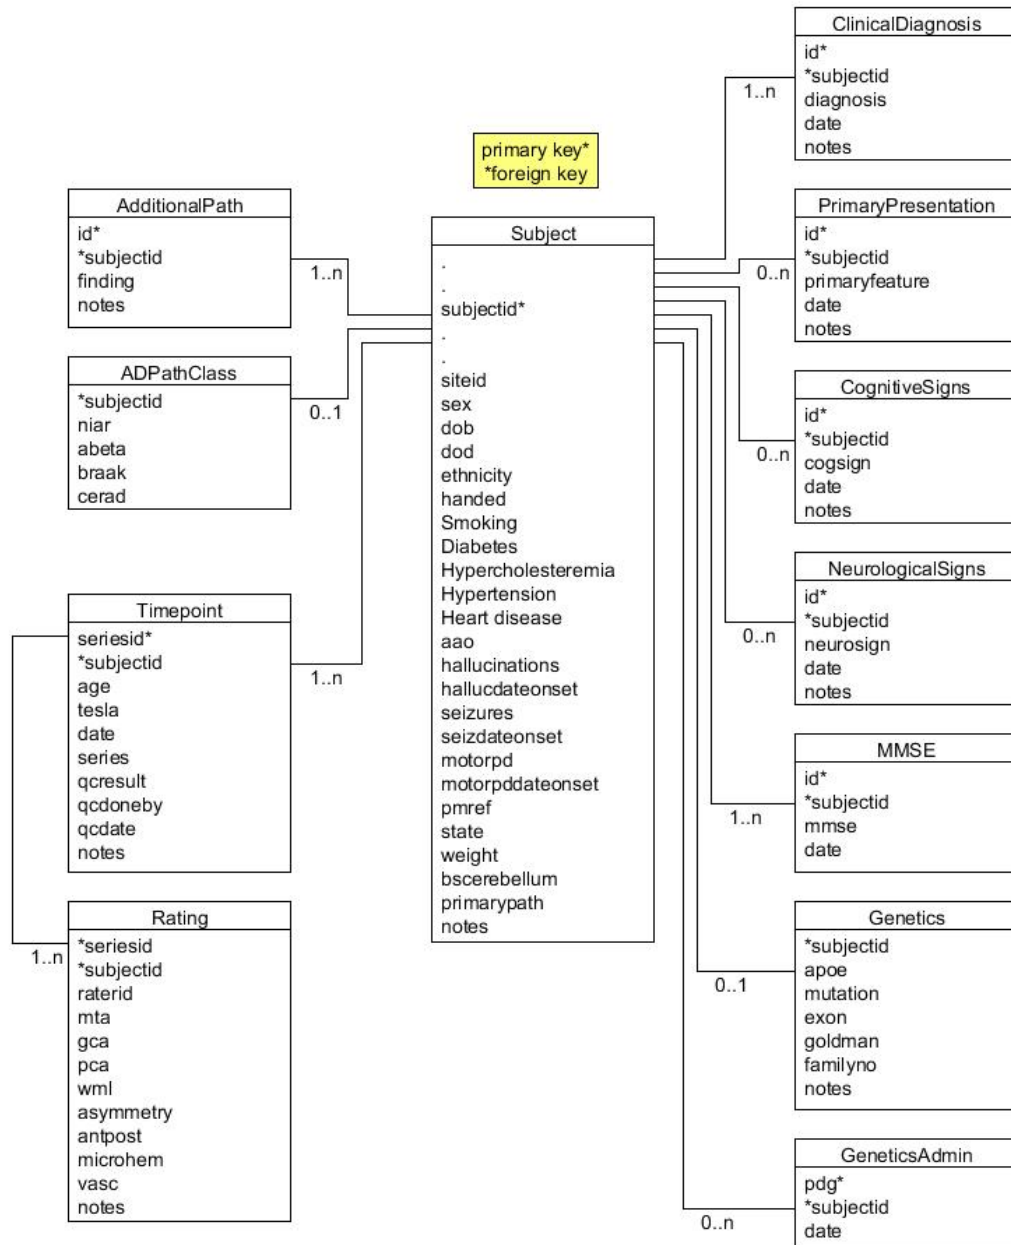 primary key*
*foreign key
AdditionalPath
id*
*subjectid
finding
notes
1..n
ADPathClass
*subjectid
niar
abeta
braak
cerad
0..1
Timepoint
seriesid*
*subjectid
age
tesla
date
series
qcresult
qcdoneby
qcdate
notes
1..n
Rating
*seriesid
*subjectid
raterid
mta
gca
pca
wml
asymmetry
antpost
microhem
vasc
notes
1..n
Subject
.
.
subjectid*
.
.
siteid
sex
dob
dod
ethnicity
handed
Smoking
Diabetes
Hypercholesteremia
Hypertension
Heart disease
aao
hallucinations
hallucdateonset
seizures
seizdateonset
motorpd
motorpddateonset
pmref
state
weight
bscerebellum
primarypath
notes
ClinicalDiagnosis
id*
*subjectid
diagnosis
date
notes
1..n
PrimaryPresentation
id*
*subjectid
primaryfeature
date
notes
0..n
CognitiveSigns
id*
*subjectid
cogsign
date
notes
0..n
NeurologicalSigns
id*
*subjectid
neurosign
date
notes
0..n
MMSE
id*
*subjectid
mmse
date
1..n
Genetics
*subjectid
apoe
mutation
exon
goldman
familyno
notes
0..1
GeneticsAdmin
pdg*
*subjectid
date
0..n